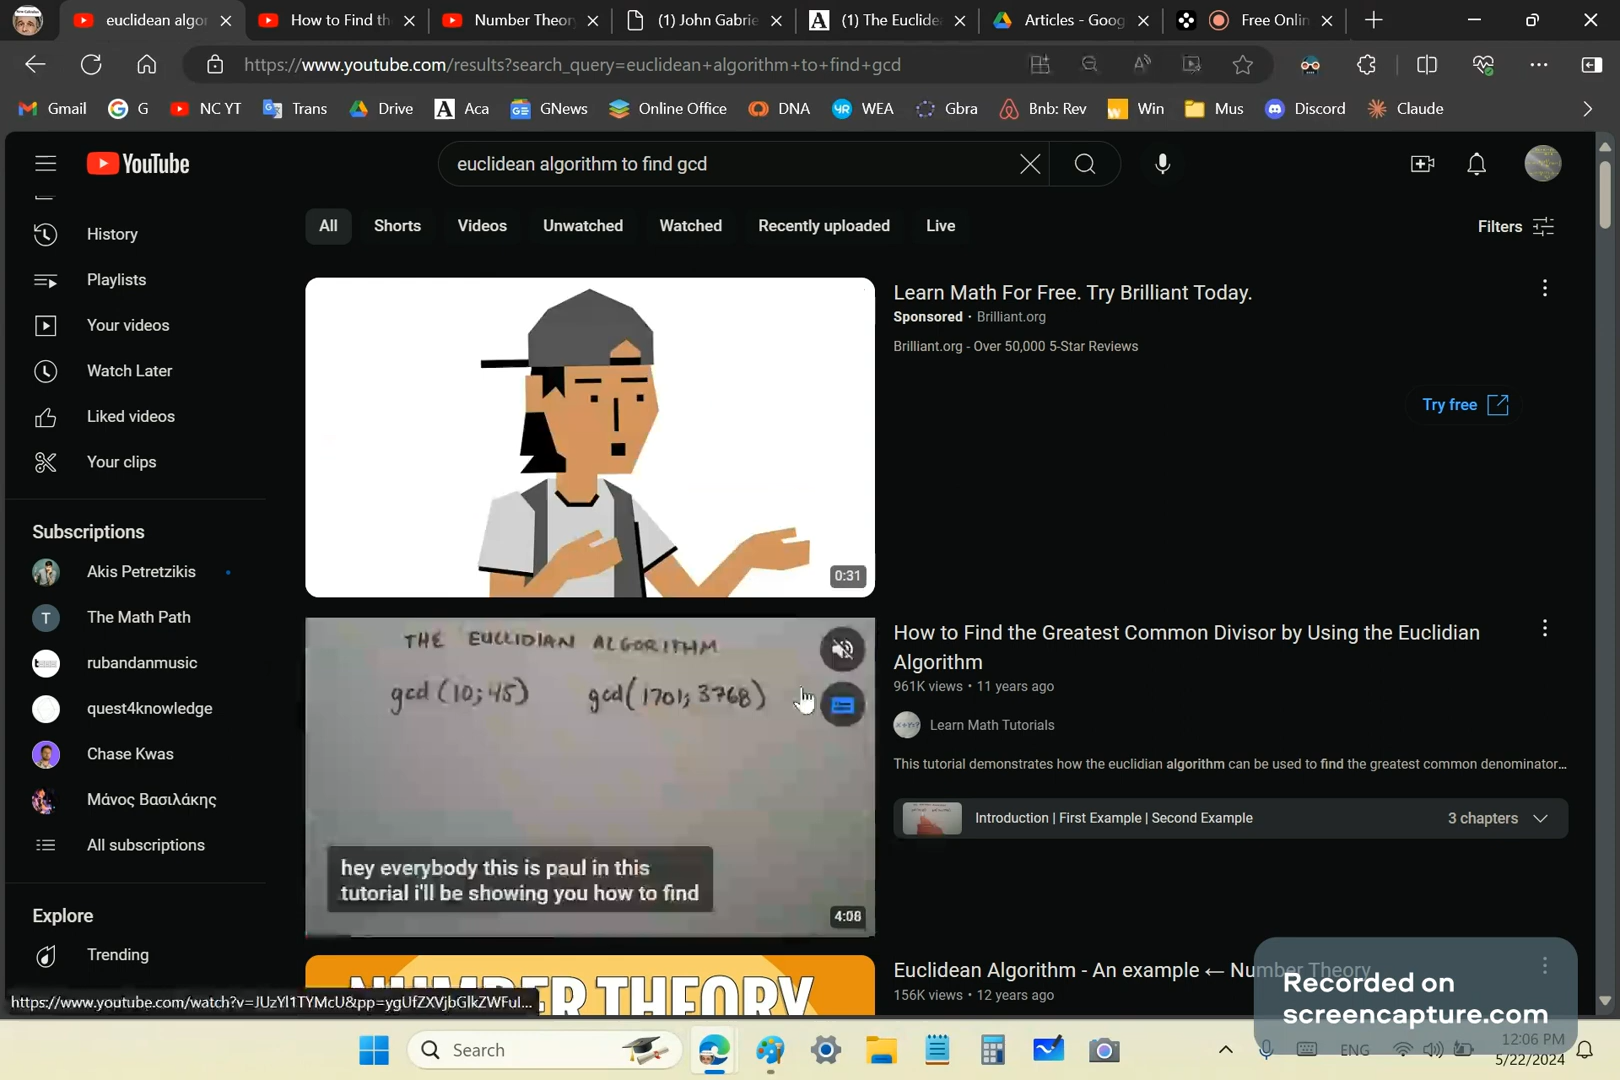 euclidean algor
How to Find th
Number Theor
(1) John Gabrie
(1) The Euclide
Articles - Goog
Free Onlin
https://www.youtube.com/results?search_query=euclidean+algorithm+to+find+gcd
Gmail
G
NC YT
Trans
Drive
Aca
GNews
Online Office
DNA
WEA
Gbra
Bnb: Rev
Win
Mus
Discord
Claude
YouTube
euclidean algorithm to find gcd
All
Shorts
Videos
Unwatched
Watched
Recently uploaded
Live
Filters
History
Playlists
Your videos
Watch Later
Liked videos
Your clips
Subscriptions
Akis Petretzikis
The Math Path
rubandanmusic
quest4knowledge
Chase Kwas
Μάνος Βασιλάκης
All subscriptions
Explore
Trending
0:31
Learn Math For Free. Try Brilliant Today.
Sponsored · Brilliant.org
Brilliant.org - Over 50,000 5-Star Reviews
Try free
THE EUCLIDIAN ALGORITHM
gcd (10; 45) gcd(1701; 3768)
hey everybody this is paul in this
tutorial i'll be showing you how to find
4:08
How to Find the Greatest Common Divisor by Using the Euclidian
Algorithm
961K views · 11 years ago
Learn Math Tutorials
This tutorial demonstrates how the euclidian algorithm can be used to find the greatest common denominator...
Introduction | First Example | Second Example
3 chapters
NUMBER THEORY
Euclidean Algorithm - An example ← Number Theory
156K views · 12 years ago
https://www.youtube.com/watch?v=JUzYl1TYMcU&pp=ygUfZXVjbGlkZWFuI...
Recorded on
screencapture.com
Search
ENG
12:06 PM
5/22/2024